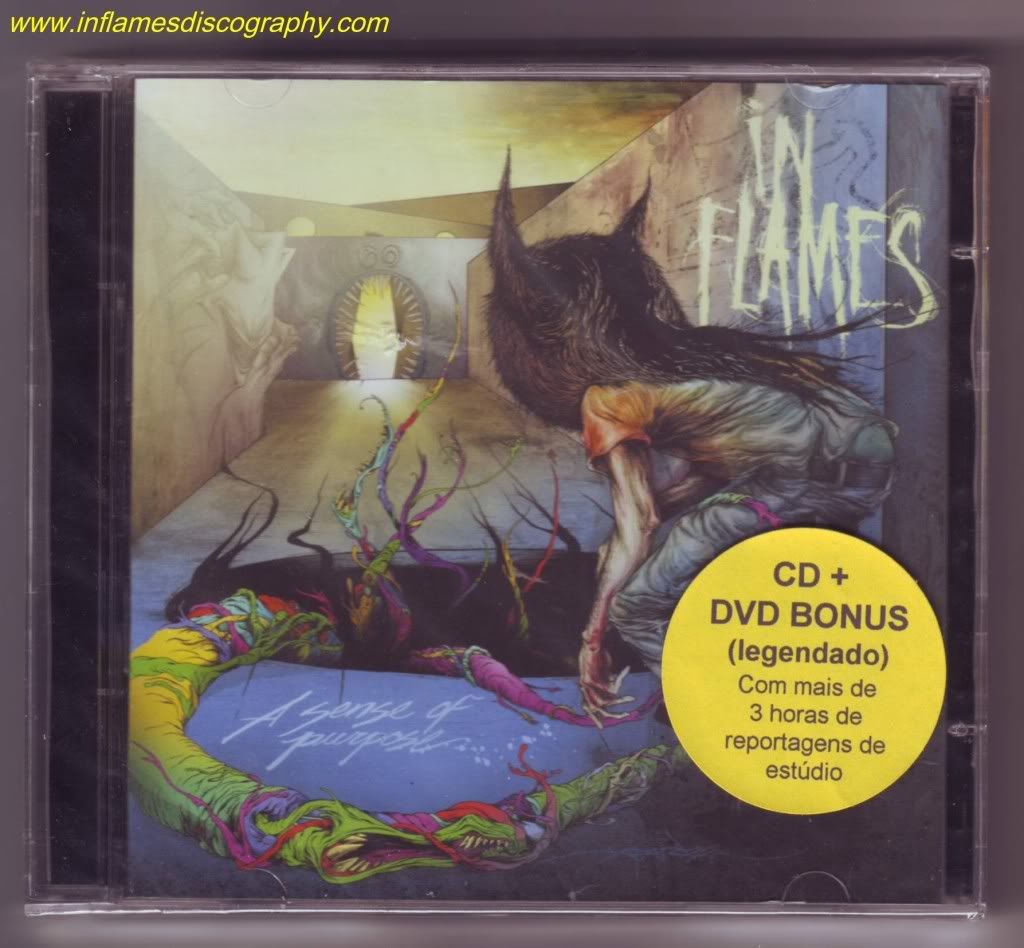 www.inflamesdiscography.com
IN
FLAMES
CD +
DVD BONUS
(legendado)
Com mais de
3 horas de
reportagens de
estúdio
A sense of
purpose